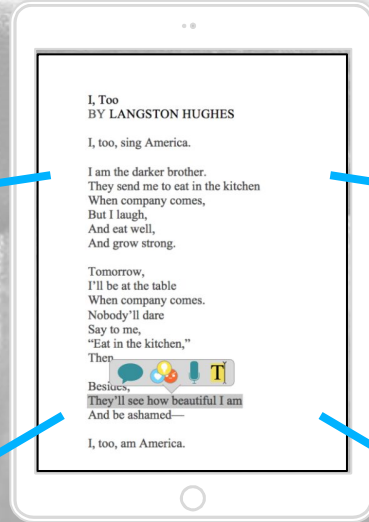 I, Too
BY LANGSTON HUGHES
I, too, sing America.
I am the darker brother.
They send me to eat in the kitchen
When company comes,
But I laugh,
And eat well,
And grow strong.
Tomorrow,
I'll be at the table
When company comes.
Nobody'll dare
Say to me,
“Eat in the kitchen,”
Then
T
Besides,
They'll see how beautiful I am
And be ashamed—
I, too, am America.